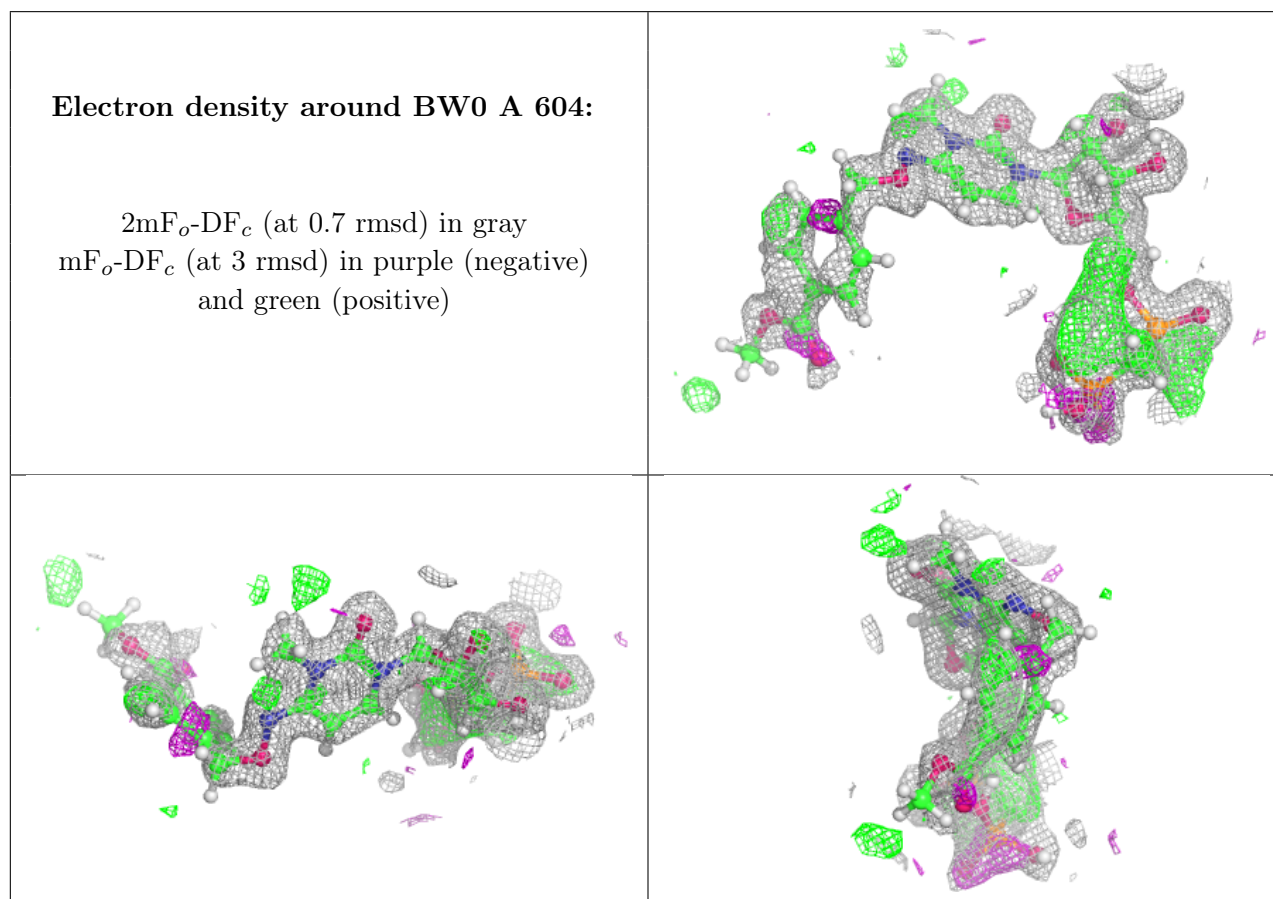 Electron density around BW0 A 604:
2mFo-DFc (at 0.7 rmsd) in gray
mFo-DFc (at 3 rmsd) in purple (negative)
and green (positive)